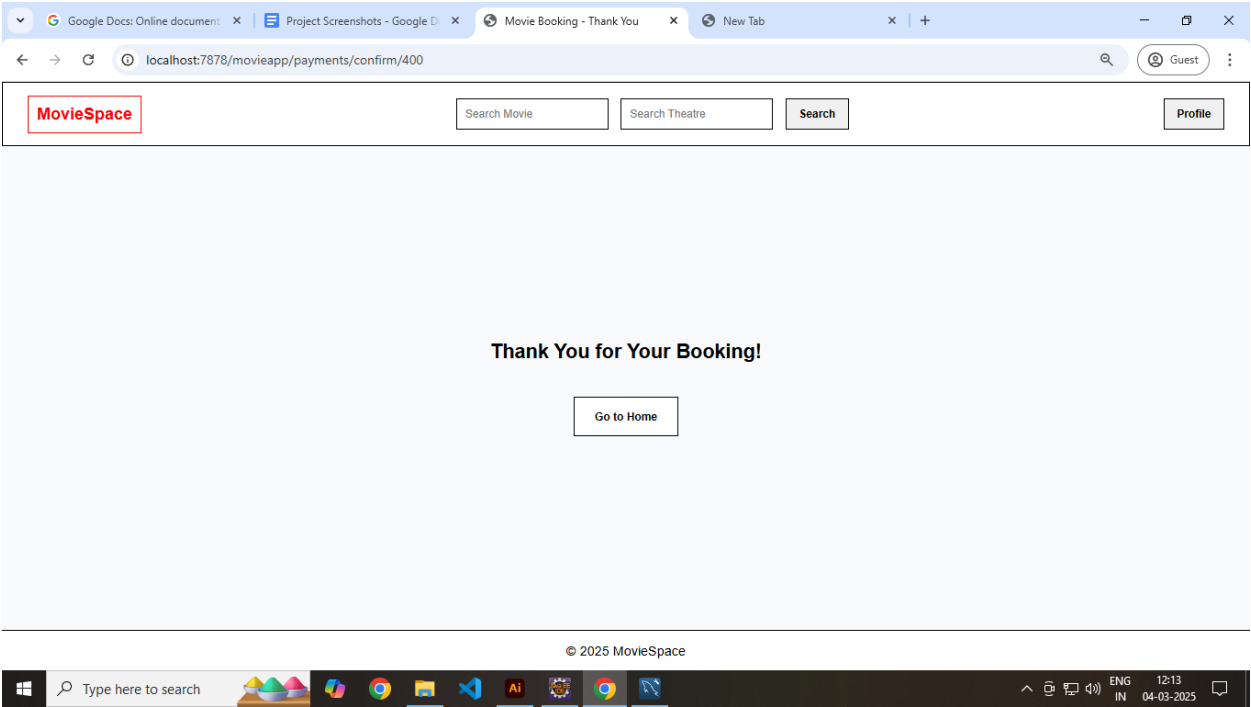 Google Docs: Online document
Project Screenshots - Google D
Movie Booking - Thank You
New Tab
localhost:7878/movieapp/payments/confirm/400
Guest
MovieSpace
Search Movie
Search Theatre
Search
Profile
Thank You for Your Booking!
Go to Home
© 2025 MovieSpace
Type here to search
Ai
ENG
IN
12:13
04-03-2025